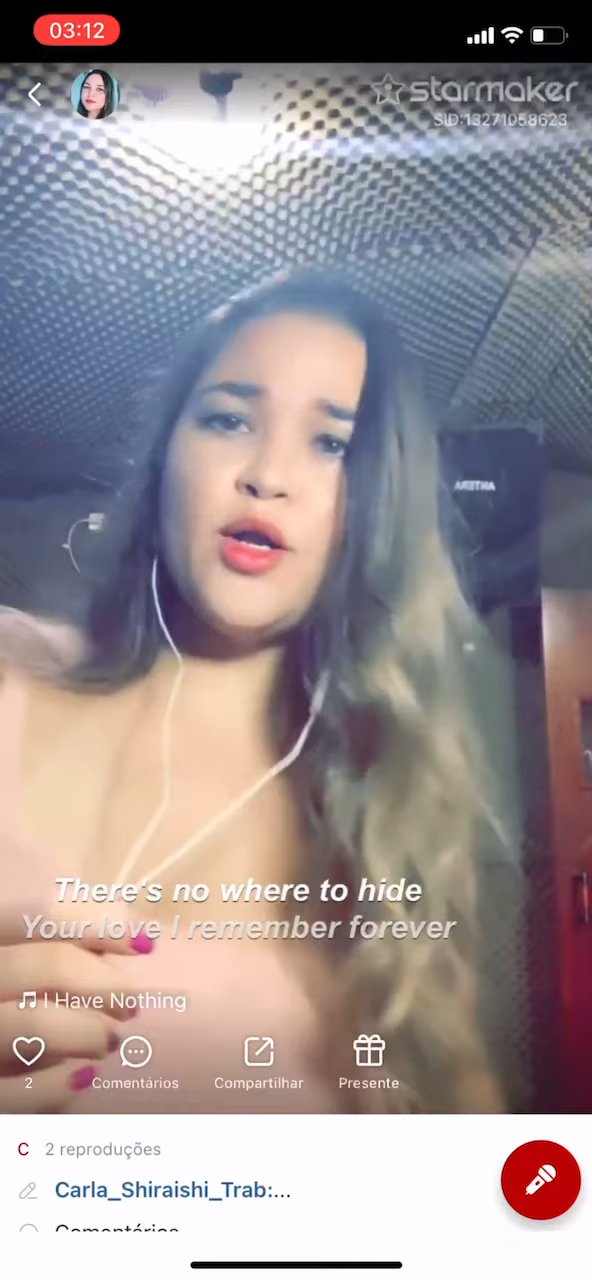 03:12
starmaker
SID:13271058623
There's no where to hide
Your love I remember forever
I Have Nothing
2
Comentários
Compartilhar
Presente
C 2 reproduções
Carla_Shiraishi_Trab:...
Comentários